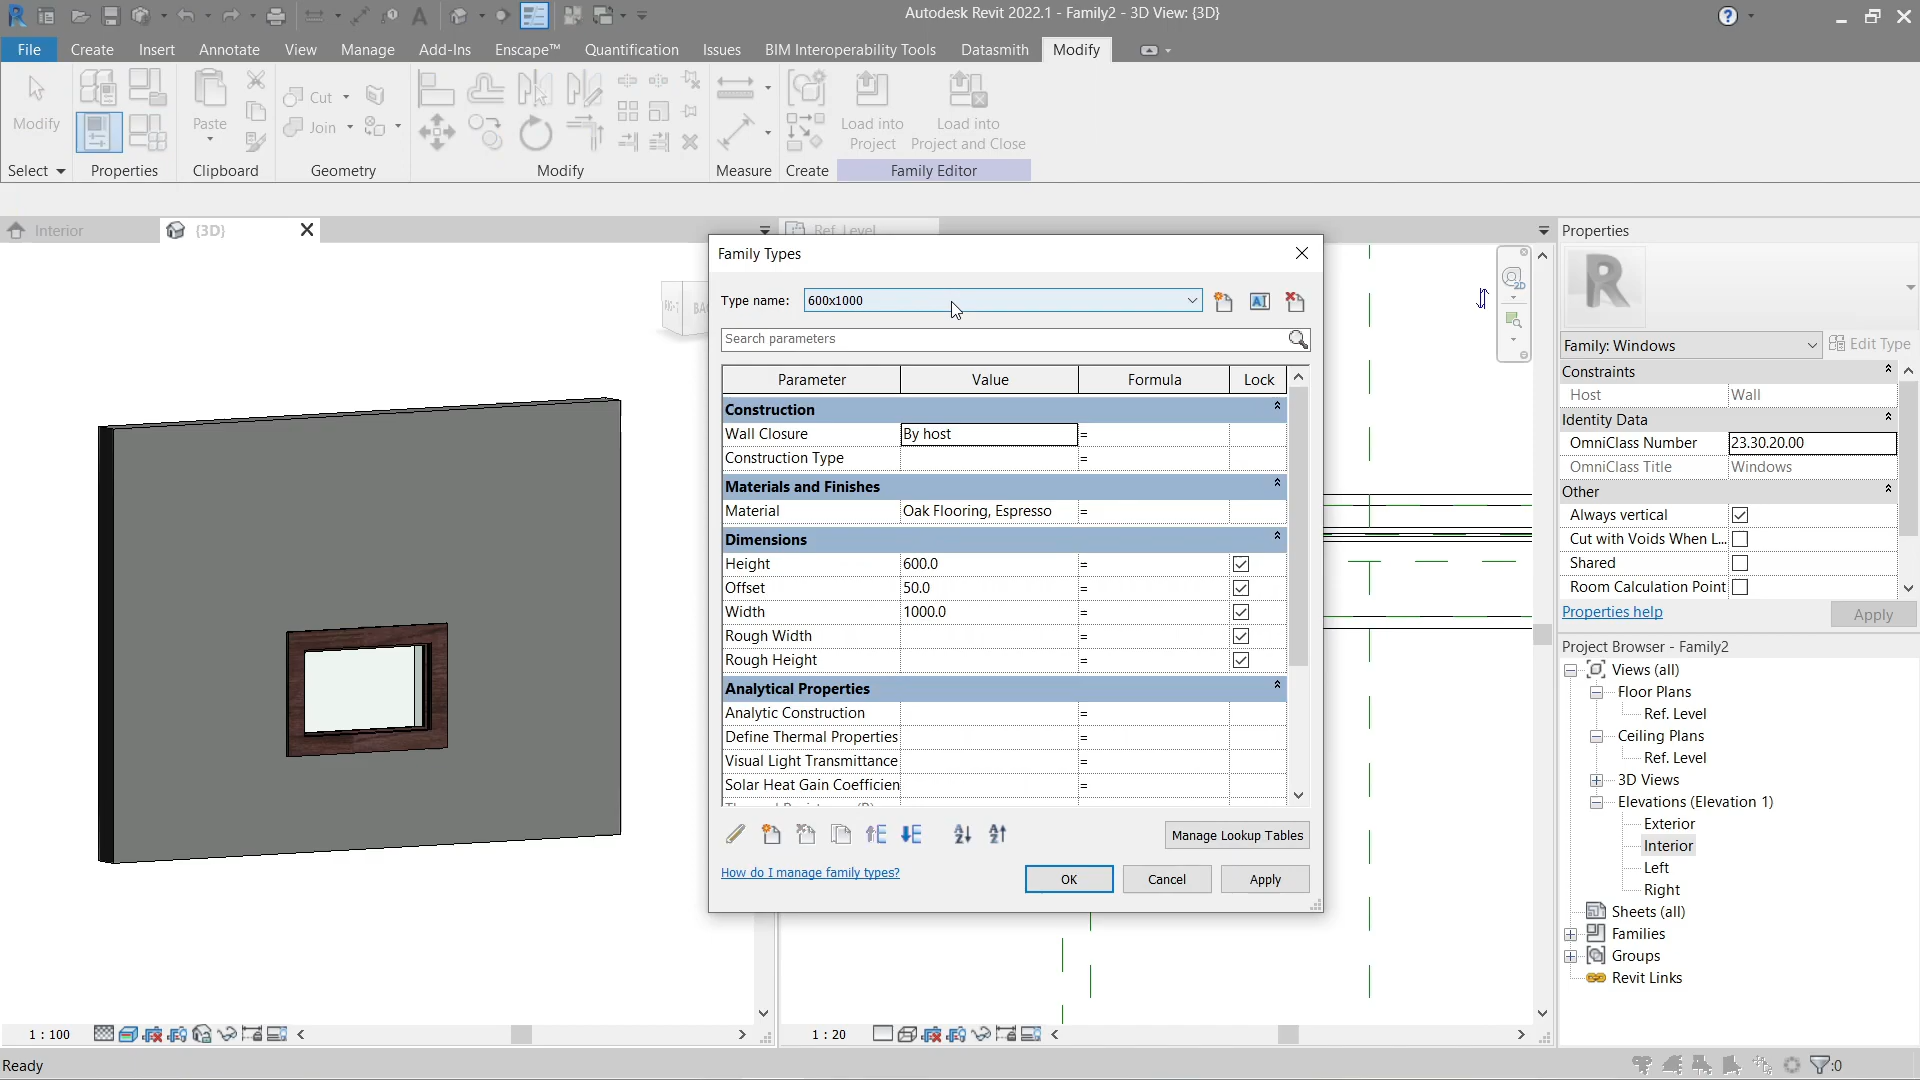 Autodesk Revit 2022.1 - Family2 - 3D View: {3D}
File Create Insert Annotate View Manage Add-Ins Enscape™ Quantification Issues BIM Interoperability Tools Datasmith Modify
Modify
Paste
Cut
Join
Load into Project
Load into Project and Close
Select Properties Clipboard Geometry Modify Measure Create Family Editor
Interior
{3D}
Ref. Level
Family Types
Type name: 600x1000
Search parameters
Parameter Value Formula Lock
Construction
Wall Closure By host =
Construction Type =
Materials and Finishes
Material Oak Flooring, Espresso =
Dimensions
Height 600.0 =
Offset 50.0 =
Width 1000.0 =
Rough Width =
Rough Height =
Analytical Properties
Analytic Construction =
Define Thermal Properties =
Visual Light Transmittance =
Solar Heat Gain Coefficien =
Manage Lookup Tables
How do I manage family types?
OK Cancel Apply
2D
Properties
R
Family: Windows Edit Type
Constraints
Host Wall
Identity Data
OmniClass Number 23.30.20.00
OmniClass Title Windows
Other
Always vertical
Cut with Voids When L...
Shared
Room Calculation Point
Properties help Apply
Project Browser - Family2
Views (all)
Floor Plans
Ref. Level
Ceiling Plans
Ref. Level
3D Views
Elevations (Elevation 1)
Exterior
Interior
Left
Right
Sheets (all)
Families
Groups
Revit Links
1 : 100
1 : 20
Ready
:0